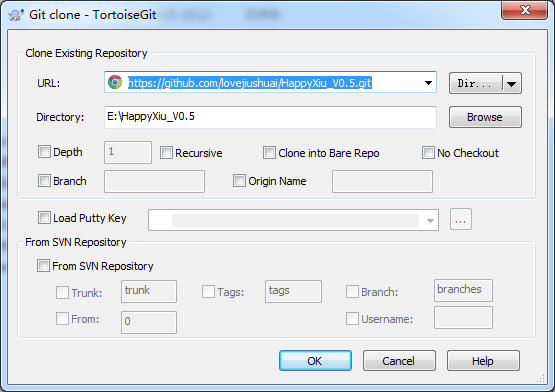 Git clone - TortoiseGit
Clone Existing Repository
URL: https://github.com/lovejiushuai/HappyXiu_V0.5.git Dir...
Directory: E:\HappyXiu_V0.5 Browse
Depth 1 Recursive Clone into Bare Repo No Checkout
Branch Origin Name
Load Putty Key ...
From SVN Repository
From SVN Repository
Trunk: trunk Tags: tags Branch: branches
From: 0 Username:
OK Cancel Help